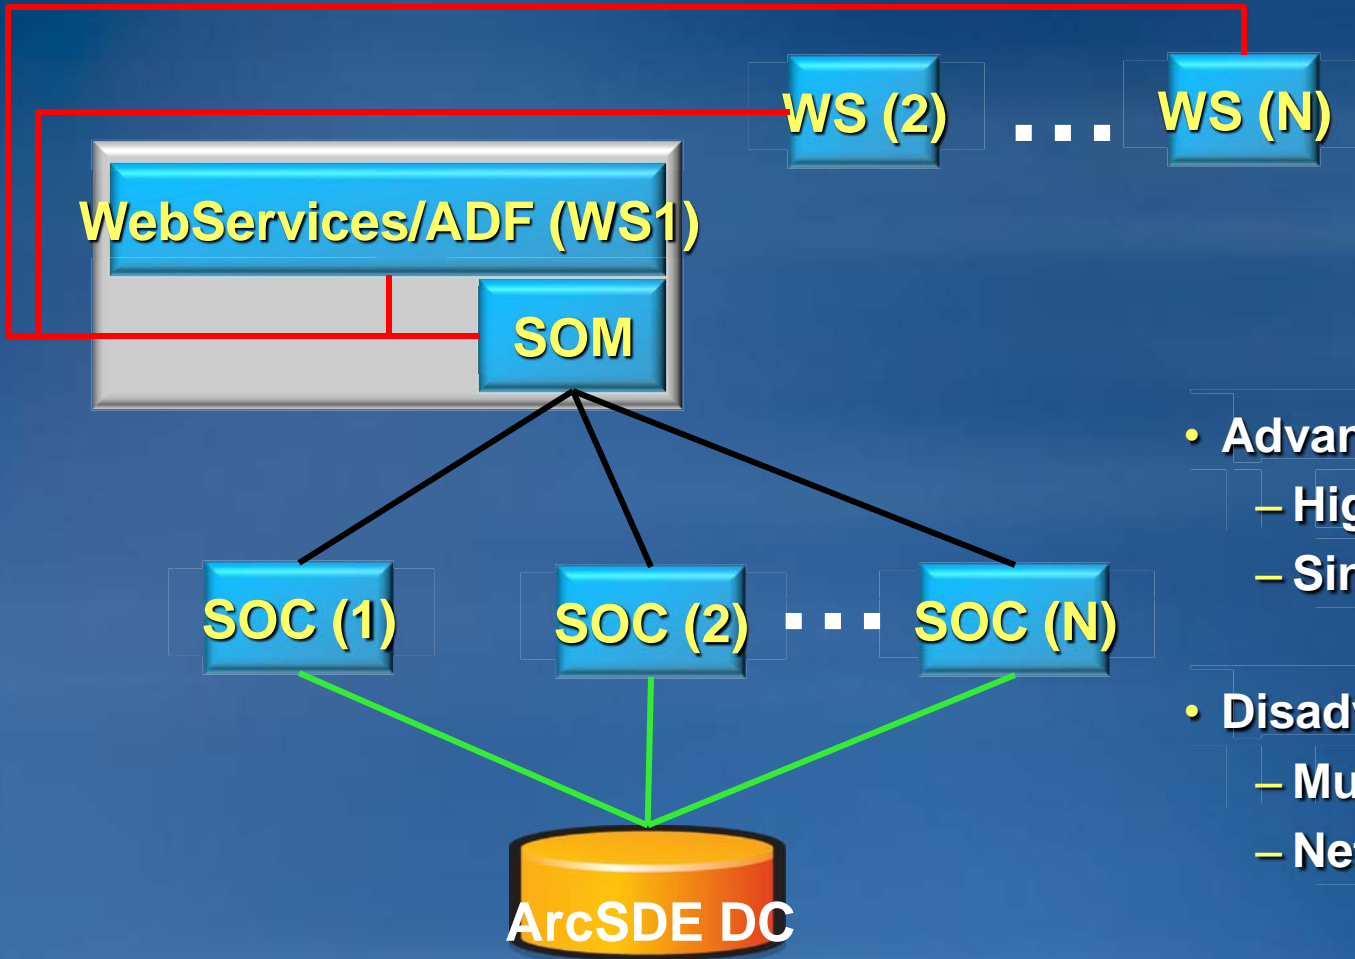 WS (2) ... WS (N)
WebServices/ADF (WS1)
SOM
SOC (1) SOC (2) ... SOC (N)
ArcSDE DC
• 
– 
– 
• 
– 
–